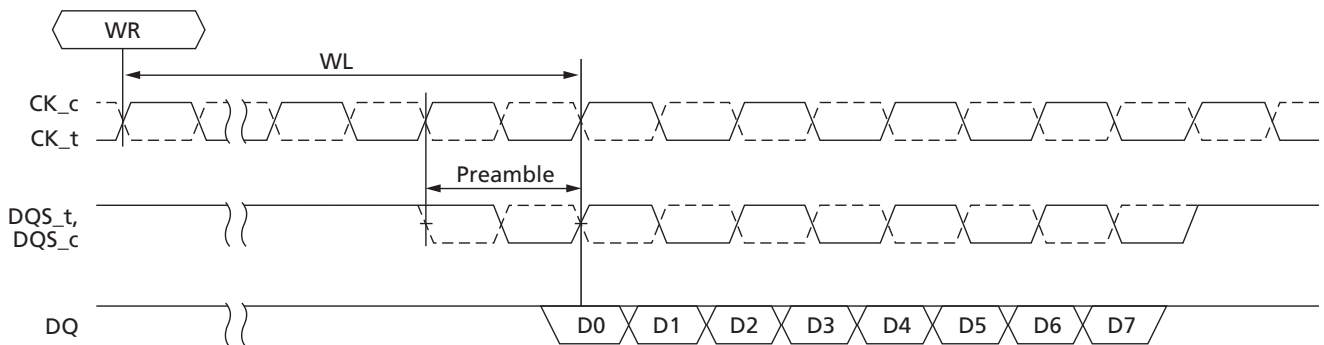 WR
WL
CK_c
CK_t
Preamble
DQS_t,
DQS_c
DQ
D0 D1 D2 D3 D4 D5 D6 D7